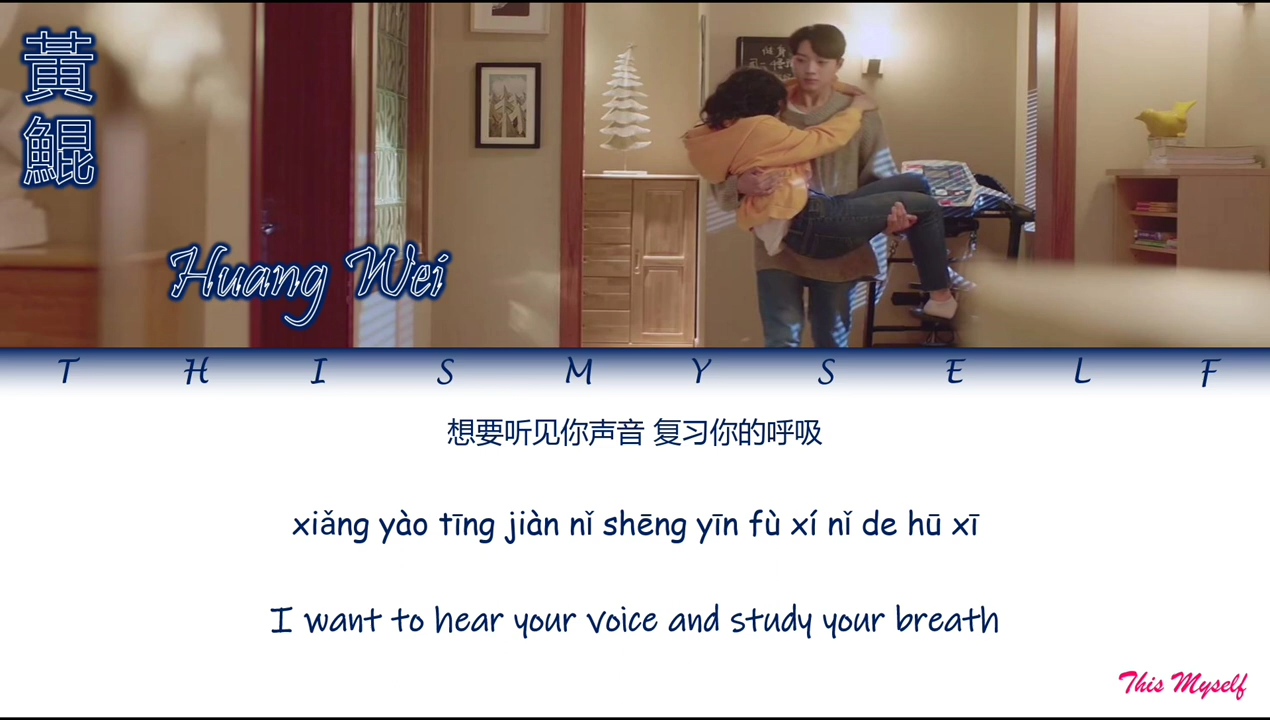 黃
鯤
Huang Wei
T H I S M Y S E L F
想要听见你声音 复习你的呼吸
xiǎng yào tīng jiàn nǐ shēng yīn fù xí nǐ de hū xī
I want to hear your voice and study your breath
This Myself